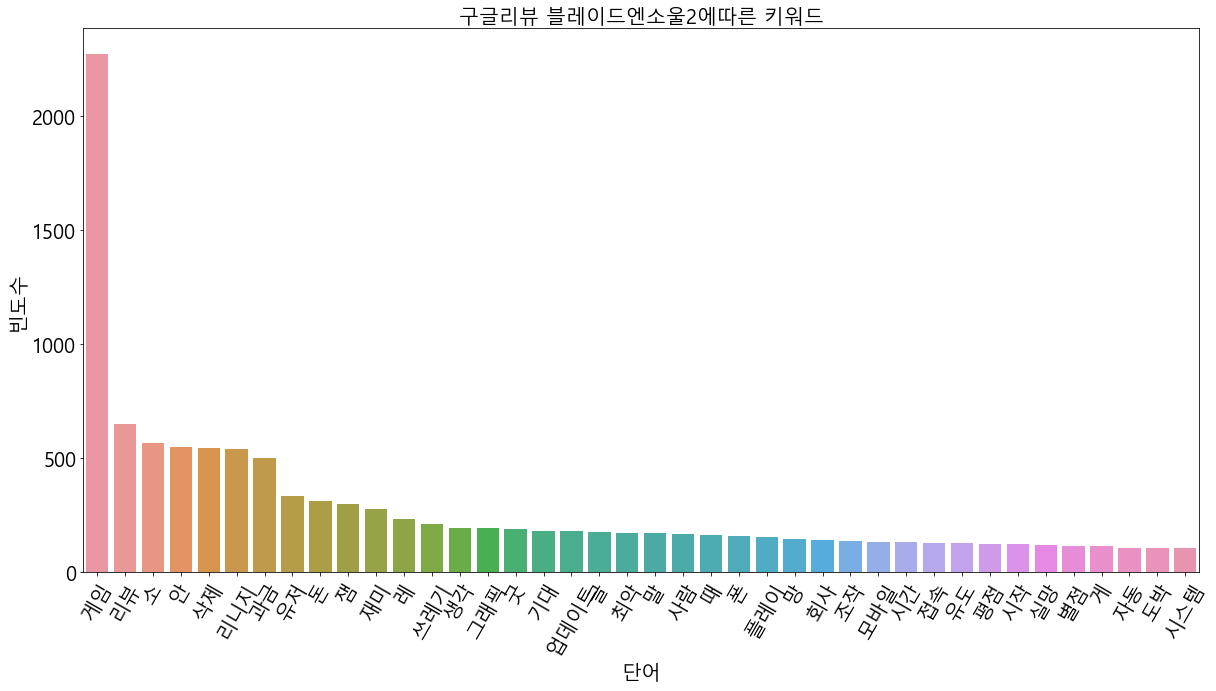 구글리뷰 블레이드엔소울2에따른 키워드
빈도수
2000
1500
1000
500
0
게임
리뷰
소
안
삭제
리니지
과금
유저
돈
잼
재미
레
쓰레기
생각
그래픽
굿
기대
업데이트
꿀
최악
말
사람
때
폰
플레이
망
회사
조작
모바일
시간
접속
유도
평점
시작
실망
별점
게
자동
도박
시스템
단어